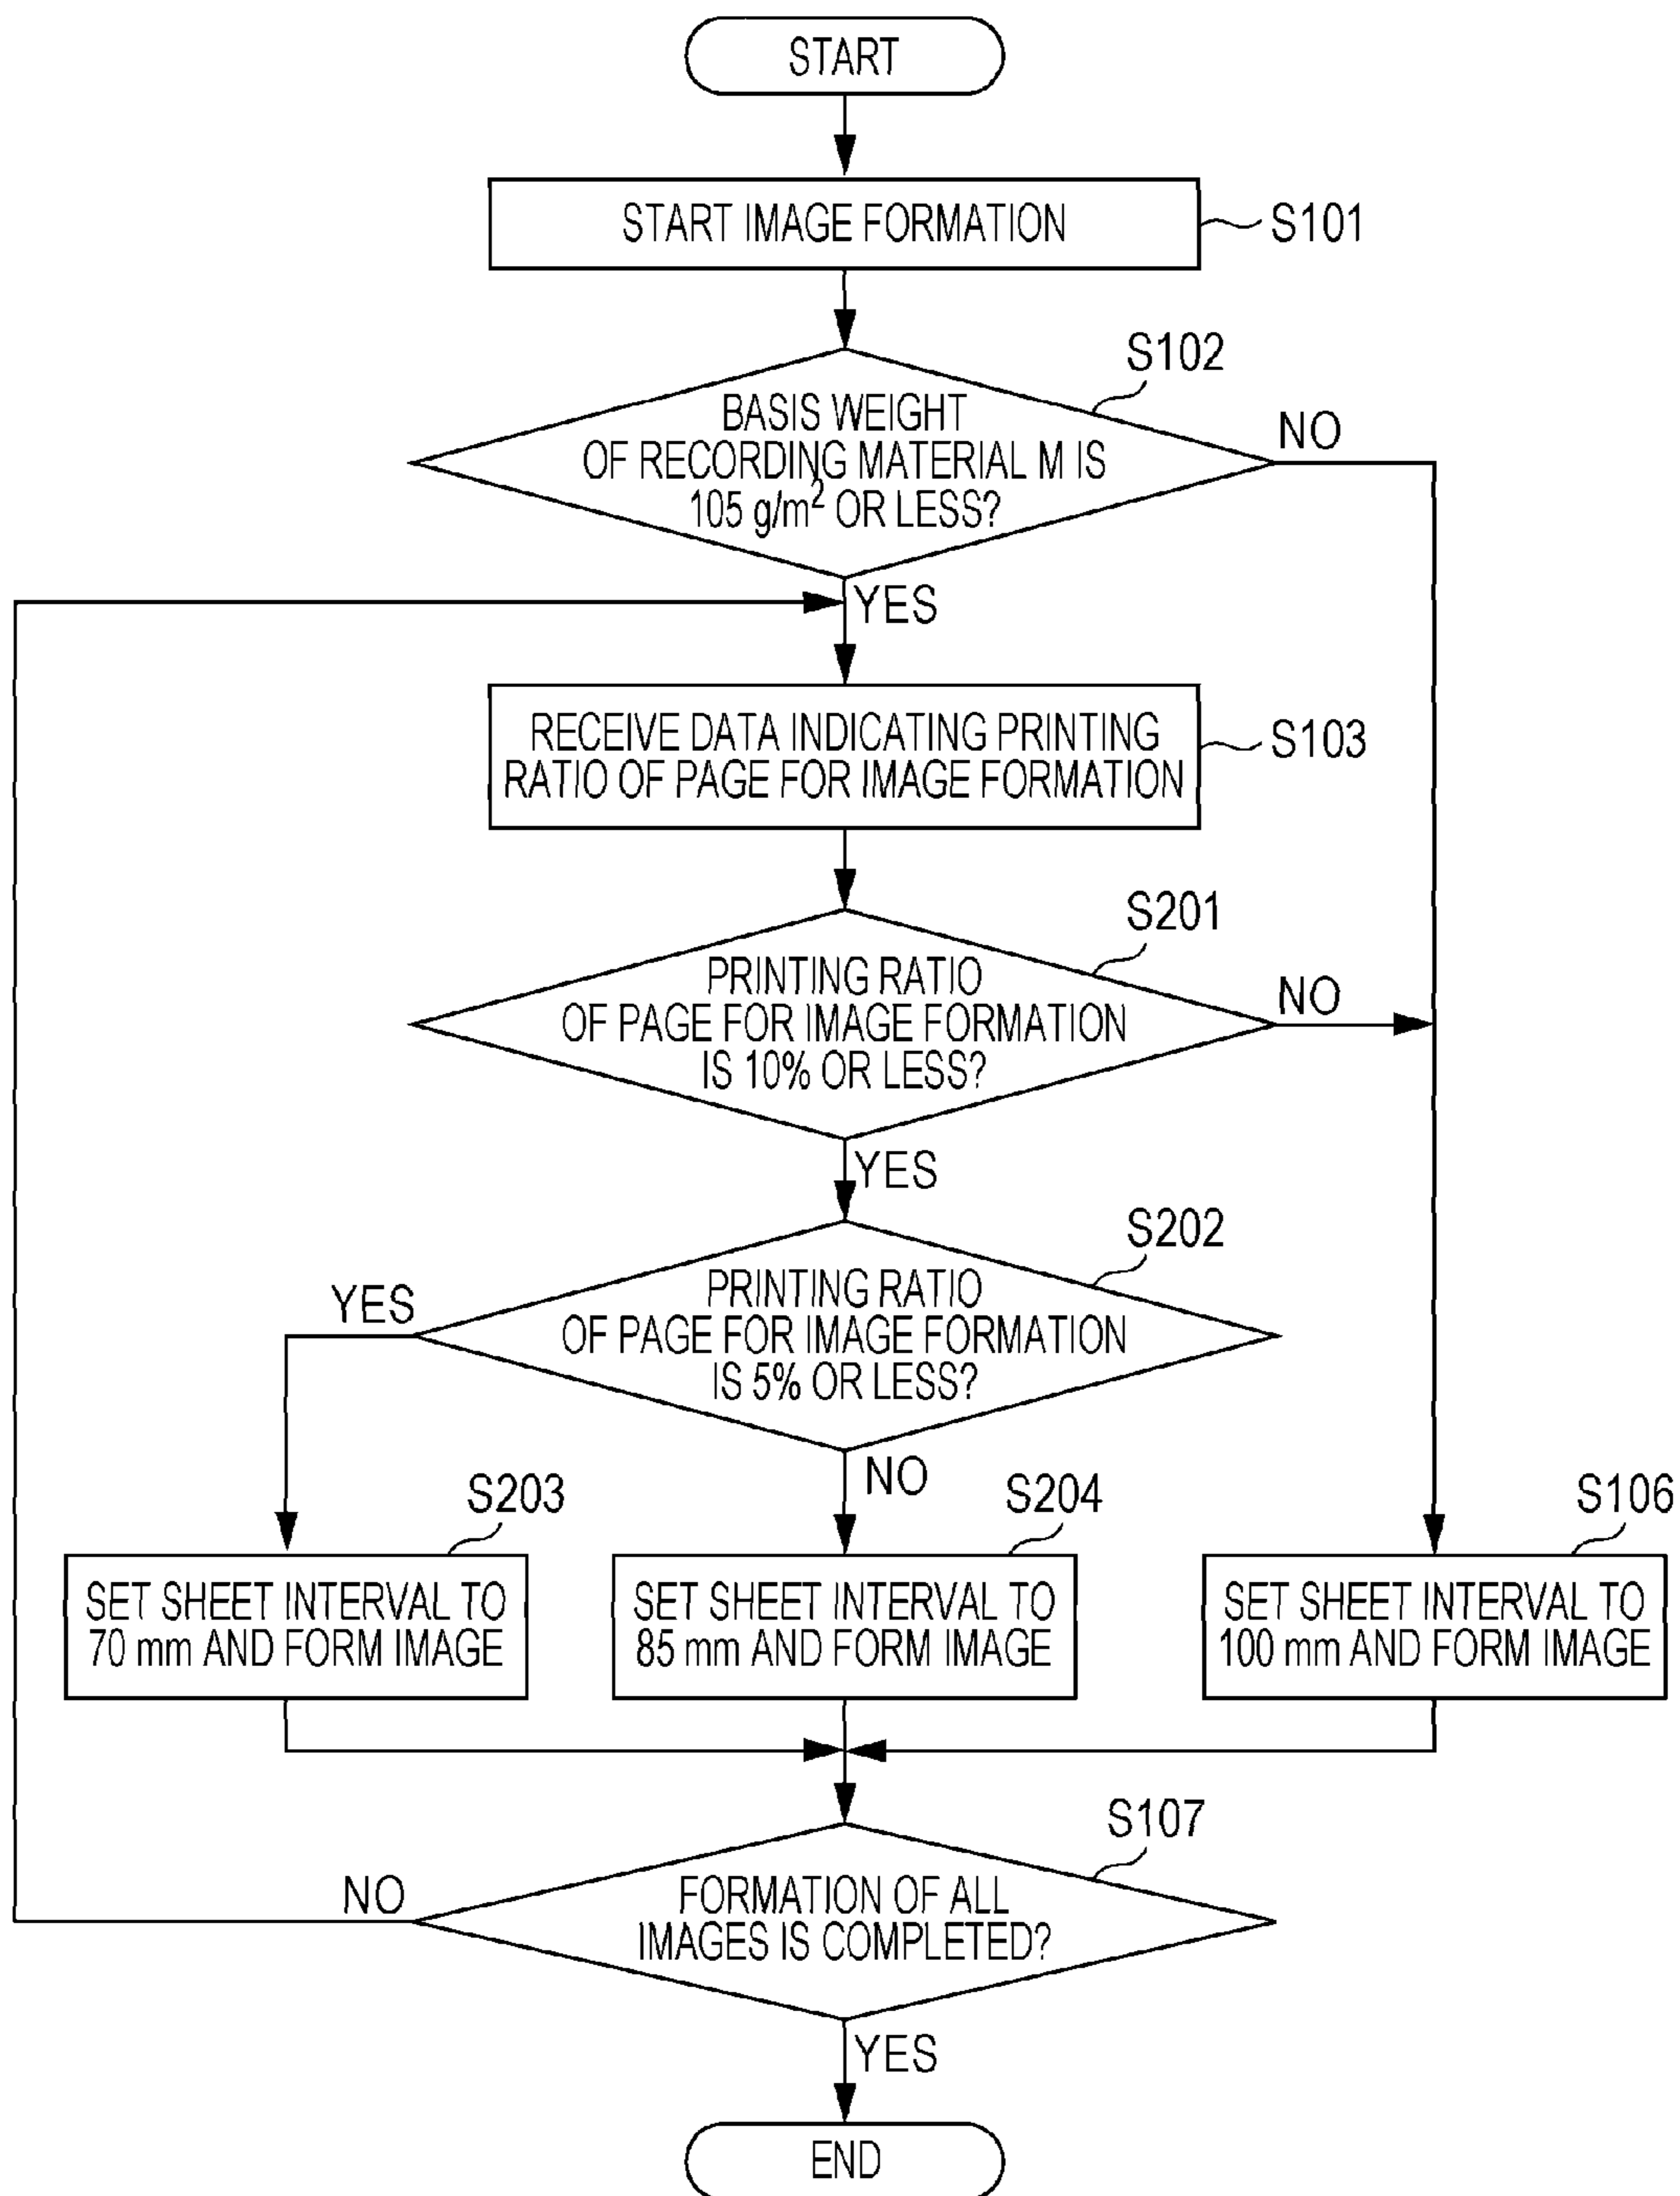 START
START IMAGE FORMATION
S101
S102
BASIS WEIGHT
OF RECORDING MATERIAL M IS
105 g/m² OR LESS?
NO
YES
RECEIVE DATA INDICATING PRINTING
RATIO OF PAGE FOR IMAGE FORMATION
S103
S201
PRINTING RATIO
OF PAGE FOR IMAGE FORMATION
IS 10% OR LESS?
NO
YES
S202
PRINTING RATIO
OF PAGE FOR IMAGE FORMATION
IS 5% OR LESS?
YES
NO
S203
SET SHEET INTERVAL TO
70 mm AND FORM IMAGE
S204
SET SHEET INTERVAL TO
85 mm AND FORM IMAGE
S106
SET SHEET INTERVAL TO
100 mm AND FORM IMAGE
S107
FORMATION OF ALL
IMAGES IS COMPLETED?
NO
YES
END